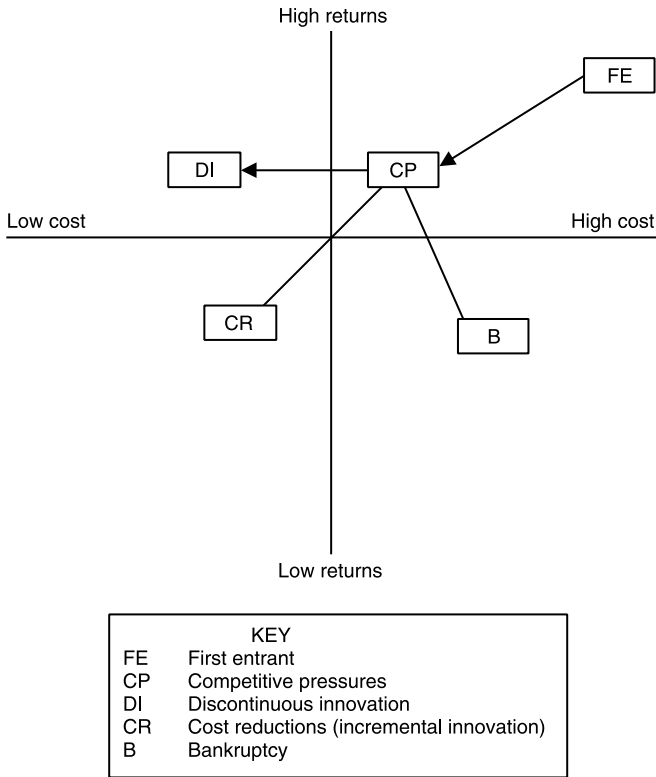 High returns
FE
DI
CP
Low cost
High cost
CR
B
Low returns
KEY
FE First entrant
CP Competitive pressures
DI Discontinuous innovation
CR Cost reductions (incremental innovation)
B Bankruptcy